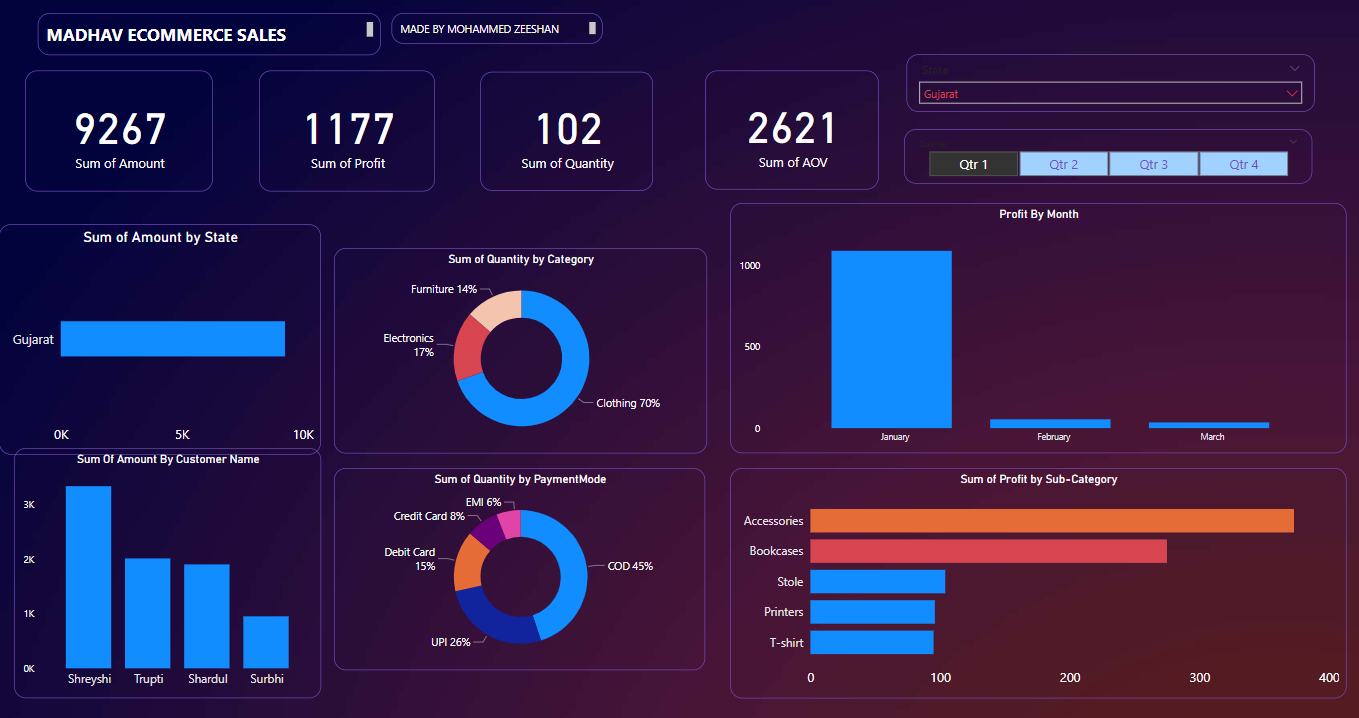 MADHAV ECOMMERCE SALES
MADE BY MOHAMMED ZEESHAN
9267
Sum of Amount
1177
Sum of Profit
102
Sum of Quantity
2621
Sum of AOV
State
Gujarat
Qtr 1
Qtr 2
Qtr 3
Qtr 4
Sum of Amount by State
Gujarat
0K
5K
10K
Sum of Quantity by Category
Furniture 14%
Electronics
17%
Clothing 70%
Profit By Month
1000
500
0
January
February
March
Sum Of Amount By Customer Name
3K
2K
1K
0K
Shreyshi
Trupti
Shardul
Surbhi
Sum of Quantity by PaymentMode
EMI 6%
Credit Card 8%
Debit Card
15%
COD 45%
UPI 26%
Sum of Profit by Sub-Category
Accessories
Bookcases
Stole
Printers
T-shirt
0
100
200
300
400